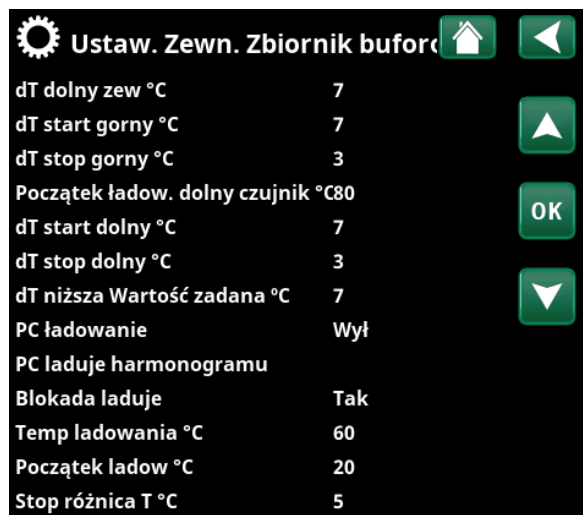 Ustaw. Zewn. Zbiornik buforo
dT dolny zew °C 7
dT start gorny °C 7
dT stop gorny °C 3
Początek ładow. dolny czujnik °C80
dT start dolny °C 7
OK
dT stop dolny °C 3
dT niższa Wartość zadana °C 7
PC ładowanie Wył
PC laduje harmonogramu
Blokada laduje Tak
Temp ladowania °C 60
Początek ladow °C 20
Stop różnica T °C 5